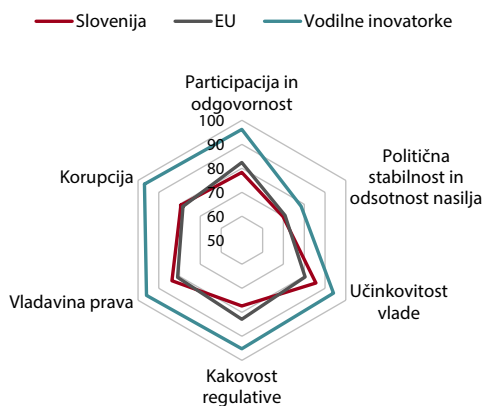 Slovenija EU Vodilne inovatorke
Participacija in
odgovornost
100
90
80
70
60
50
Politična
stabilnost in
odsotnost nasilja
Učinkovitost
vlade
Kakovost
regulative
Vladavina prava
Korupcija